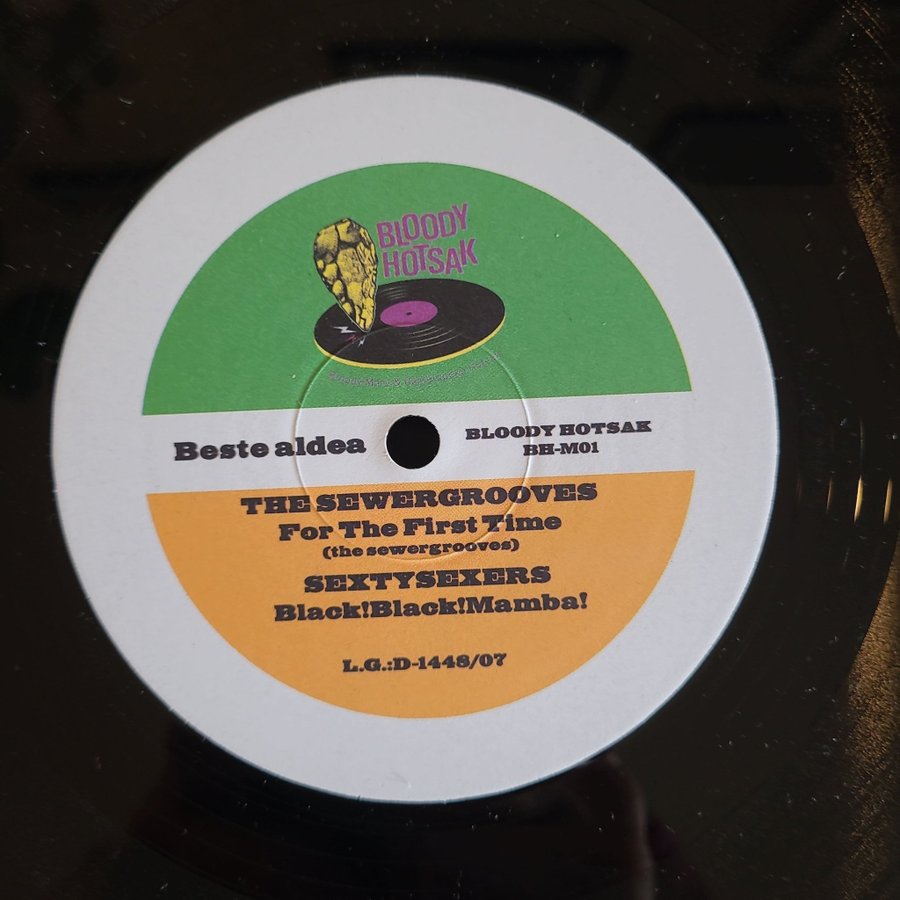 BLOODY
HOTSAK
Beste aldea
BLOODY HOTSAK
BH-M01
THE SEWERGROOVES
For The First Time
(the sewergrooves)
SEXTYSEXERS
Black!Black!Mamba!
L.G.:D-1448/07